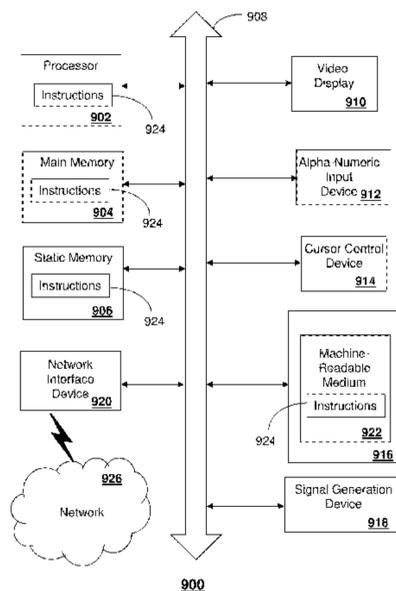 908
Processor
Instructions
902
924
Main Memory
Instructions
904
924
Static Memory
Instructions
906
924
Network
Interface
Device
920
926
Network
Video
Display
910
Alpha-Numeric
Input
Device
912
Cursor Control
Device
914
Machine-
Readable
Medium
Instructions
924
922
916
Signal Generation
Device
918
900